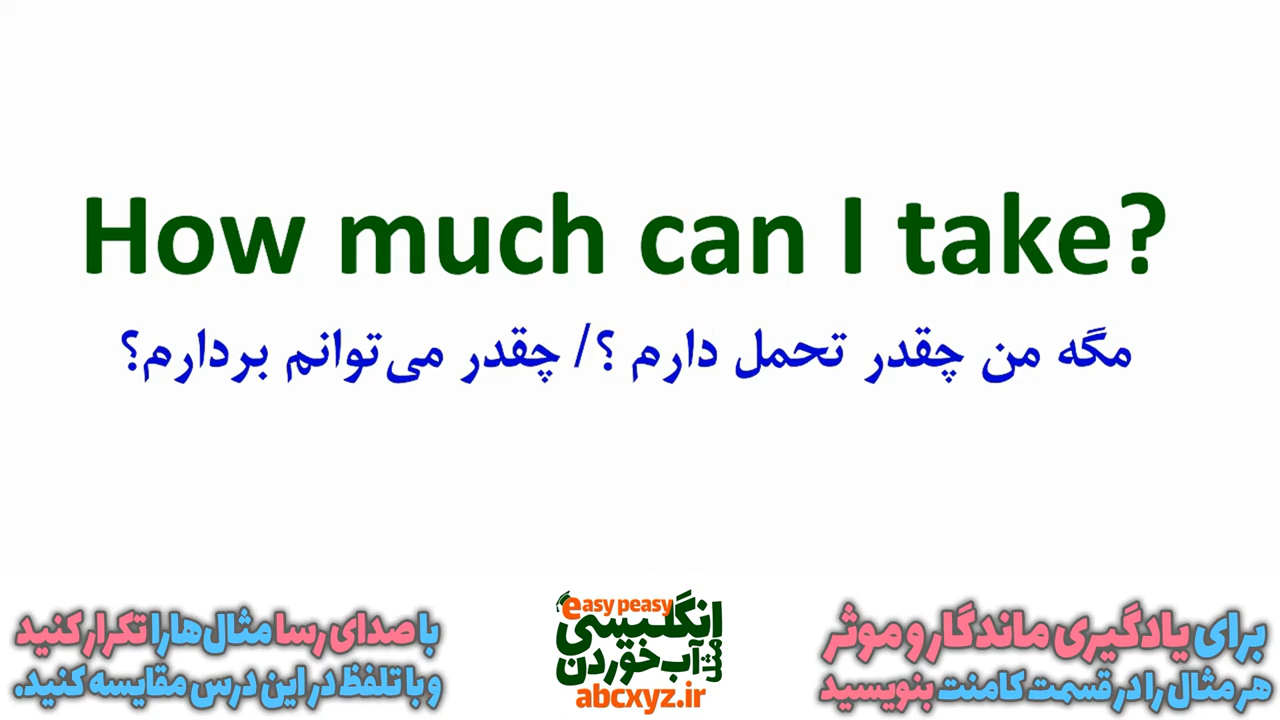 How much can I take?
مگه من چقدر تحمل دارم ؟/ چقدر می‌توانم بردارم؟
با صدای رسا مثال‌ها را تکرار کنید
و با تلفظ در این درس مقایسه کنید.
easy peasy
انگلیسی
مثل آب خوردن
abcxyz.ir
برای یادگیری ماندگار و موثر
هر مثال را در قسمت کامنت بنویسید